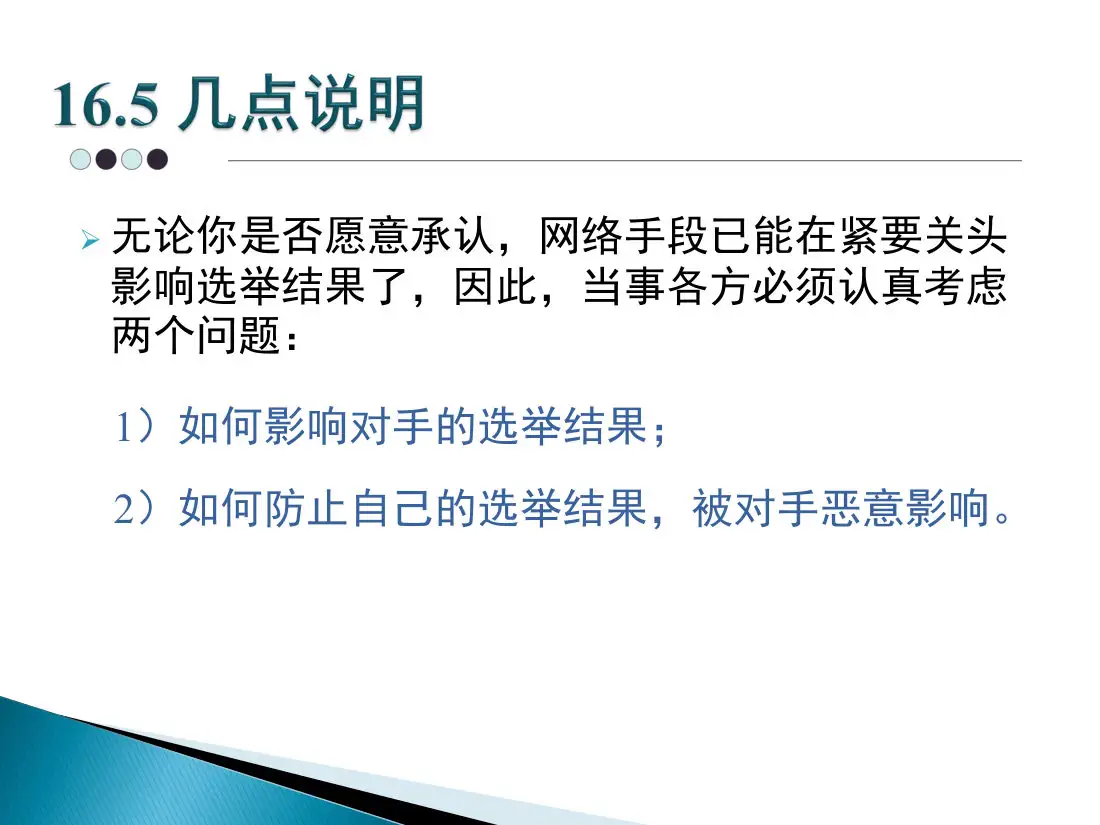 16.5 几点说明
无论你是否愿意承认，网络手段已能在紧要关头
影响选举结果了，因此，当事各方必须认真考虑
两个问题：
1）如何影响对手的选举结果；
2）如何防止自己的选举结果，被对手恶意影响。